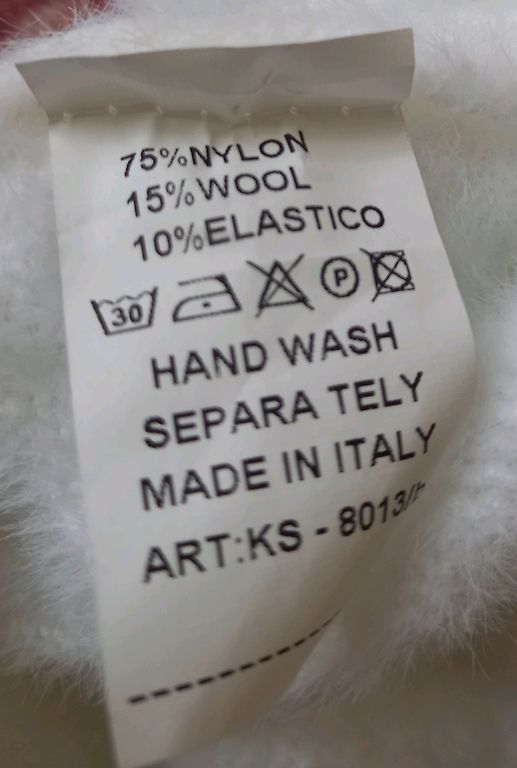 75%NYLON
15%WOOL
10%ELASTICO
30 P
HAND WASH
SEPARA TELY
MADE IN ITALY
ART:KS - 8013/